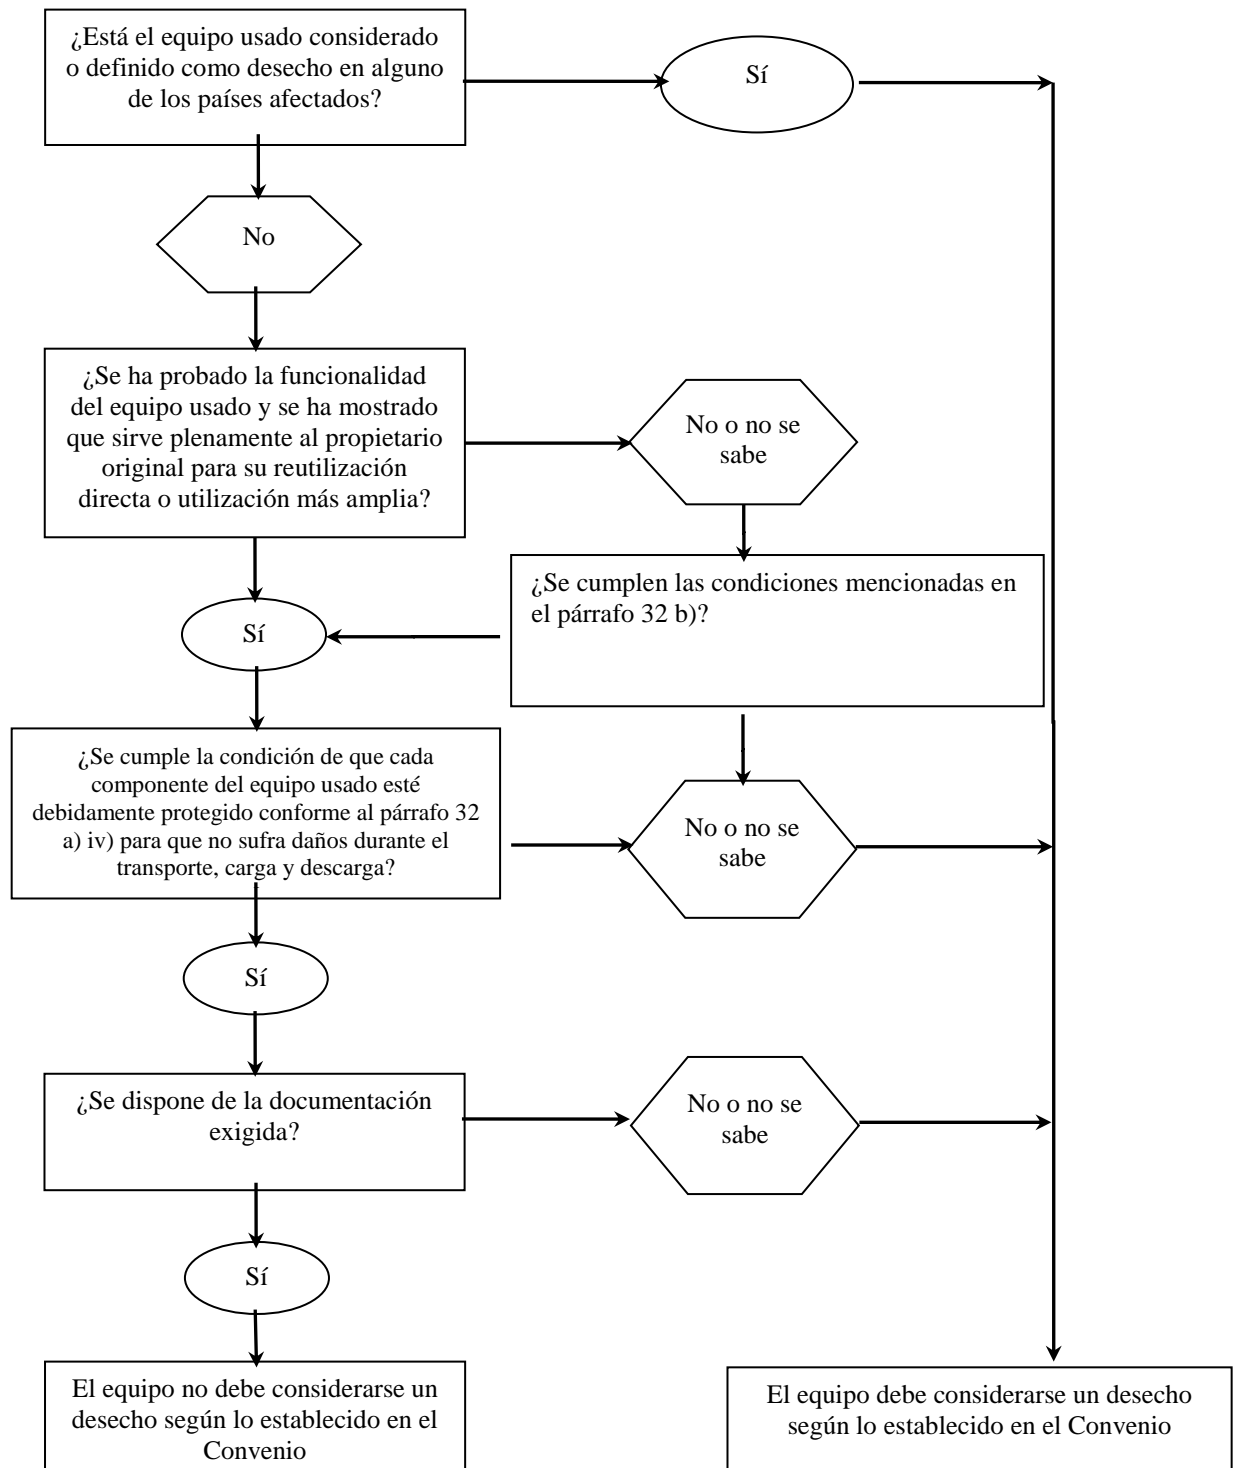 ¿Está el equipo usado considerado
o definido como desecho en alguno
de los países afectados?
Sí
No
¿Se ha probado la funcionalidad
del equipo usado y se ha mostrado
que sirve plenamente al propietario
original para su reutilización
directa o utilización más amplia?
No o no se
sabe
¿Se cumplen las condiciones mencionadas en
el párrafo 32 b)?
Sí
¿Se cumple la condición de que cada
componente del equipo usado esté
debidamente protegido conforme al párrafo 32
a) iv) para que no sufra daños durante el
transporte, carga y descarga?
No o no se
sabe
Sí
¿Se dispone de la documentación
exigida?
No o no se
sabe
Sí
El equipo no debe considerarse un
desecho según lo establecido en el
Convenio
El equipo debe considerarse un desecho
según lo establecido en el Convenio